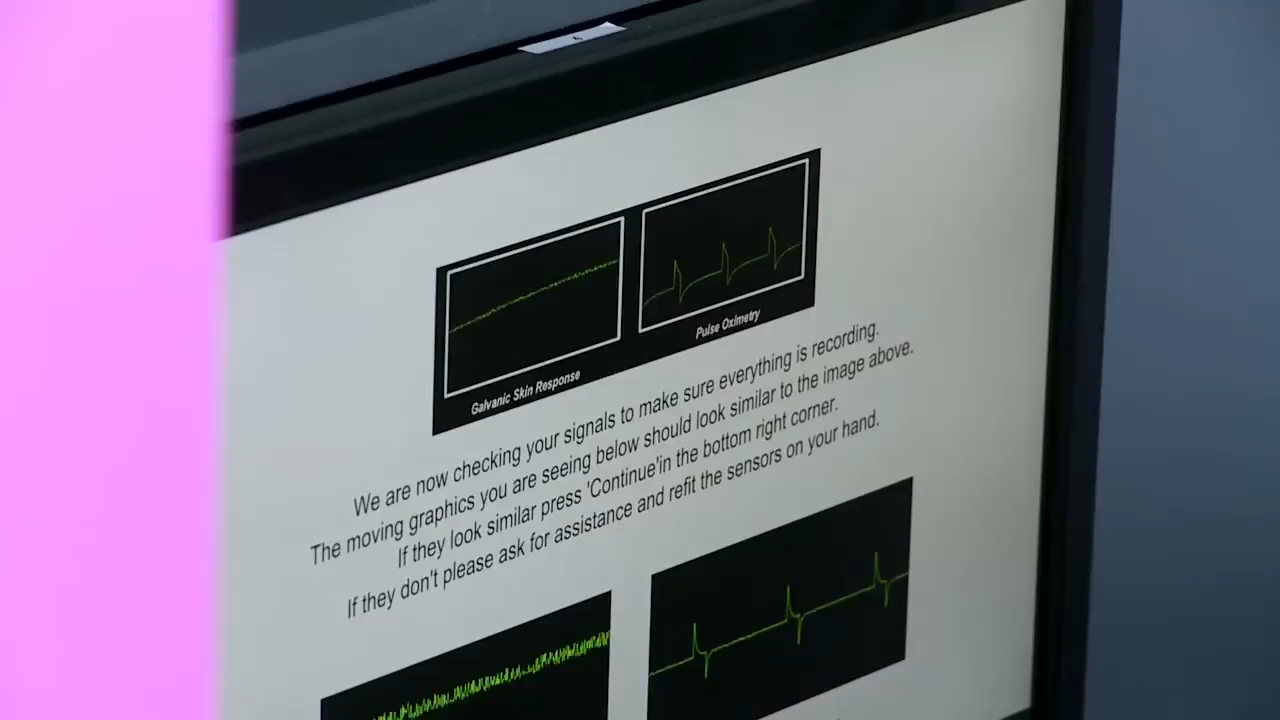 Galvanic Skin Response
Pulse Oximetry
We are now checking your signals to make sure everything is recording.
The moving graphics you are seeing below should look similar to the image above.
If they look similar press 'Continue'in the bottom right corner.
If they don't please ask for assistance and refit the sensors on your hand.